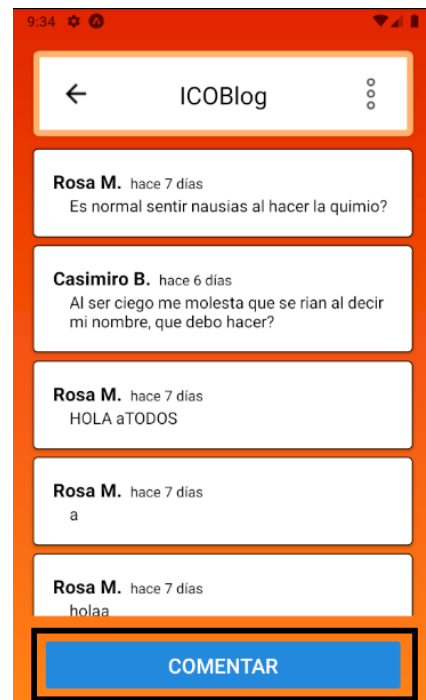 9:34
ICOBlog
Rosa M. hace 7 días
Es normal sentir nausias al hacer la quimio?
Casimiro B. hace 6 días
Al ser ciego me molesta que se rian al decir
mi nombre, que debo hacer?
Rosa M. hace 7 días
HOLA aTODOS
Rosa M. hace 7 días
a
Rosa M. hace 7 días
holaa
COMENTAR